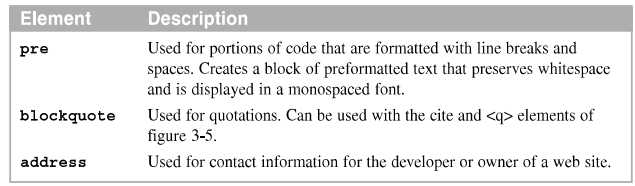 Element Description
pre Used for portions of code that are formatted with line breaks and
spaces. Creates a block of preformatted text that preserves whitespace
and is displayed in a monospaced font.
blockquote Used for quotations. Can be used with the cite and <q> elements of
figure 3-5.
address Used for contact information for the developer or owner of a web site.